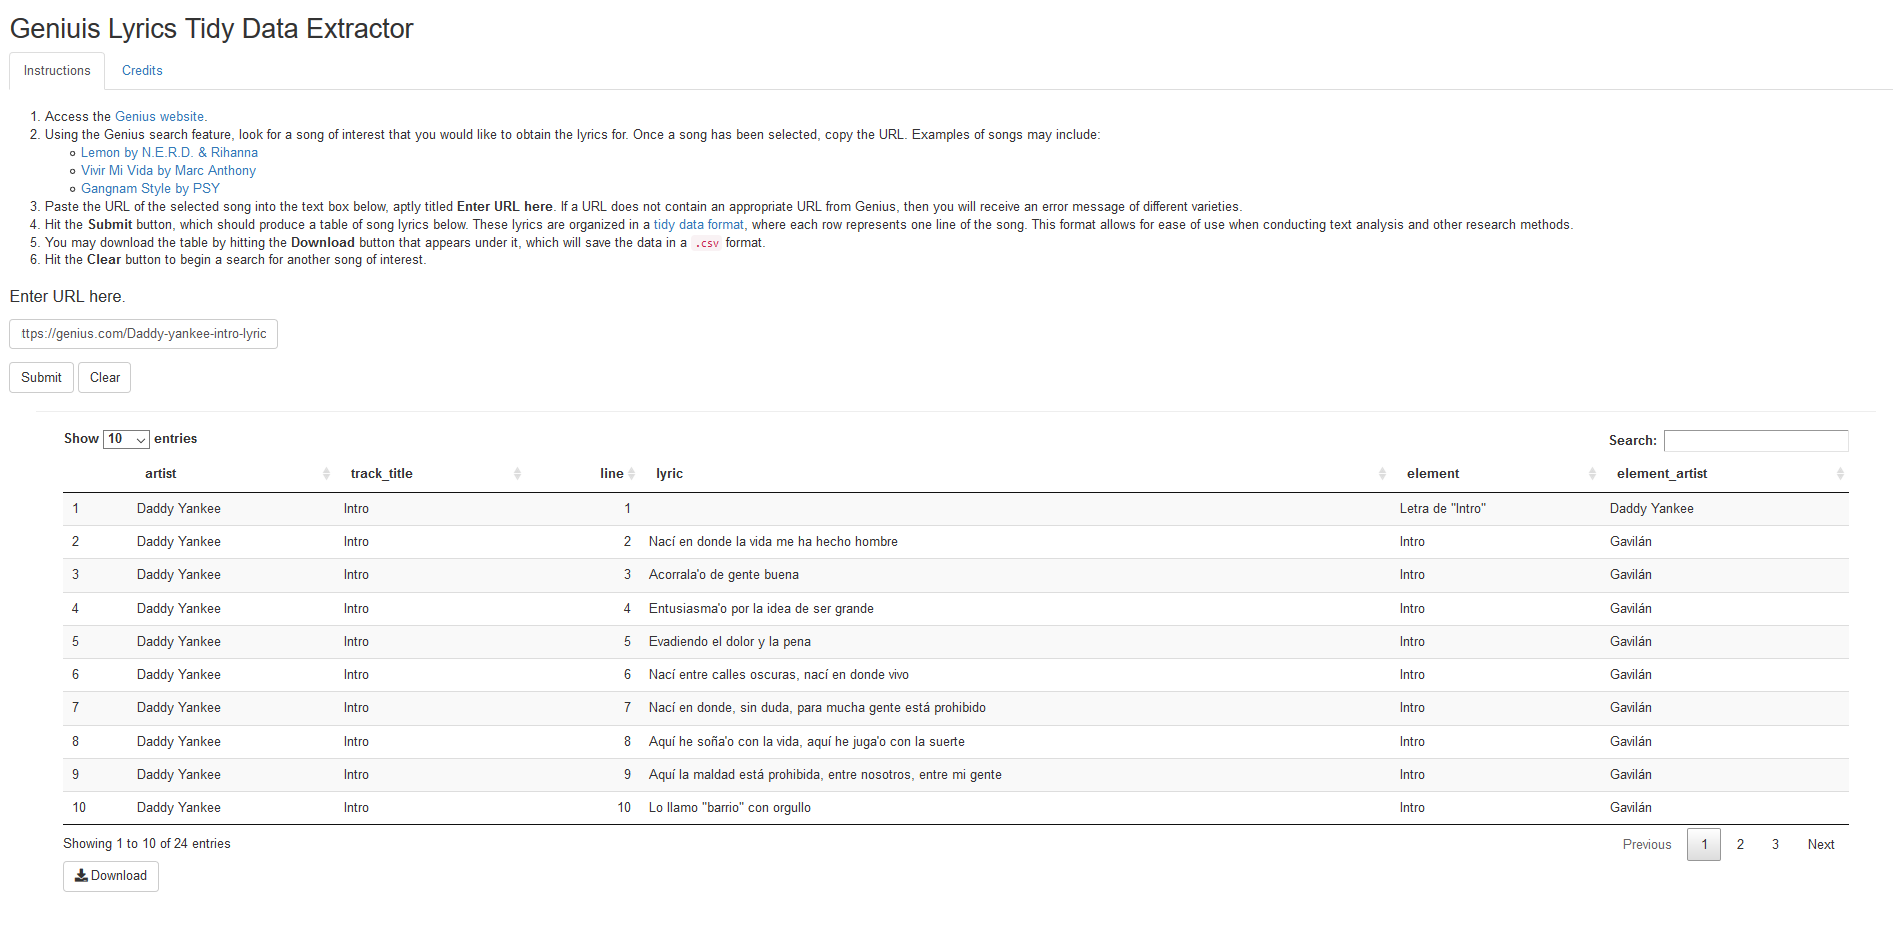 Geniuis Lyrics Tidy Data Extractor
Instructions Credits
1. Access the Genius website.
2. Using the Genius search feature, look for a song of interest that you would like to obtain the lyrics for. Once a song has been selected, copy the URL. Examples of songs may include:
Lemon by N.E.R.D. & Rihanna
Vivir Mi Vida by Marc Anthony
Gangnam Style by PSY
3. Paste the URL of the selected song into the text box below, aptly titled Enter URL here. If a URL does not contain an appropriate URL from Genius, then you will receive an error message of different varieties.
4. Hit the Submit button, which should produce a table of song lyrics below. These lyrics are organized in a tidy data format, where each row represents one line of the song. This format allows for ease of use when conducting text analysis and other research methods.
5. You may download the table by hitting the Download button that appears under it, which will save the data in a .csv format.
6. Hit the Clear button to begin a search for another song of interest.
Enter URL here.
ttps://genius.com/Daddy-yankee-intro-lyric
Submit Clear
Show 10 entries Search:
artist track_title line lyric element element_artist
1 Daddy Yankee Intro 1 Letra de "Intro" Daddy Yankee
2 Daddy Yankee Intro 2 Nací en donde la vida me ha hecho hombre Intro Gavilán
3 Daddy Yankee Intro 3 Acorrala'o de gente buena Intro Gavilán
4 Daddy Yankee Intro 4 Entusiasma'o por la idea de ser grande Intro Gavilán
5 Daddy Yankee Intro 5 Evadiendo el dolor y la pena Intro Gavilán
6 Daddy Yankee Intro 6 Nací entre calles oscuras, nací en donde vivo Intro Gavilán
7 Daddy Yankee Intro 7 Nací en donde, sin duda, para mucha gente está prohibido Intro Gavilán
8 Daddy Yankee Intro 8 Aquí he soña'o con la vida, aquí he juga'o con la suerte Intro Gavilán
9 Daddy Yankee Intro 9 Aquí la maldad está prohibida, entre nosotros, entre mi gente Intro Gavilán
10 Daddy Yankee Intro 10 Lo llamo "barrio" con orgullo Intro Gavilán
Showing 1 to 10 of 24 entries Previous 1 2 3 Next
Download